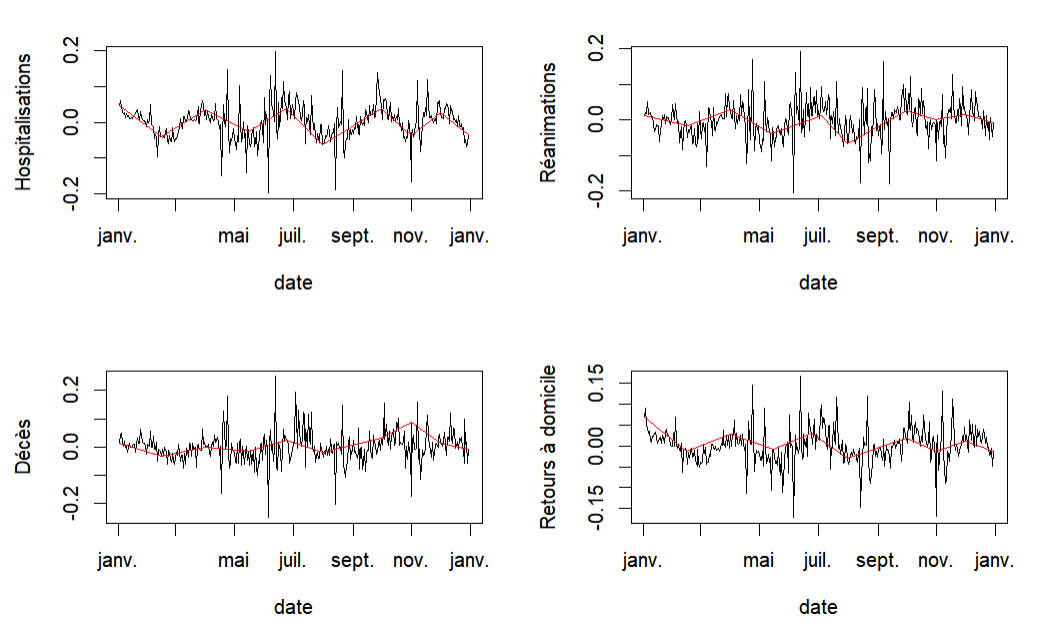 Hospitalisations
0.2
0.0
-0.2
janv.
mai
juil.
sept.
nov.
janv.
date
Réanimations
0.2
0.0
-0.2
janv.
mai
juil.
sept.
nov.
janv.
date
Décès
0.2
0.0
-0.2
janv.
mai
juil.
sept.
nov.
janv.
date
Retours à domicile
0.15
0.00
-0.15
janv.
mai
juil.
sept.
nov.
janv.
date